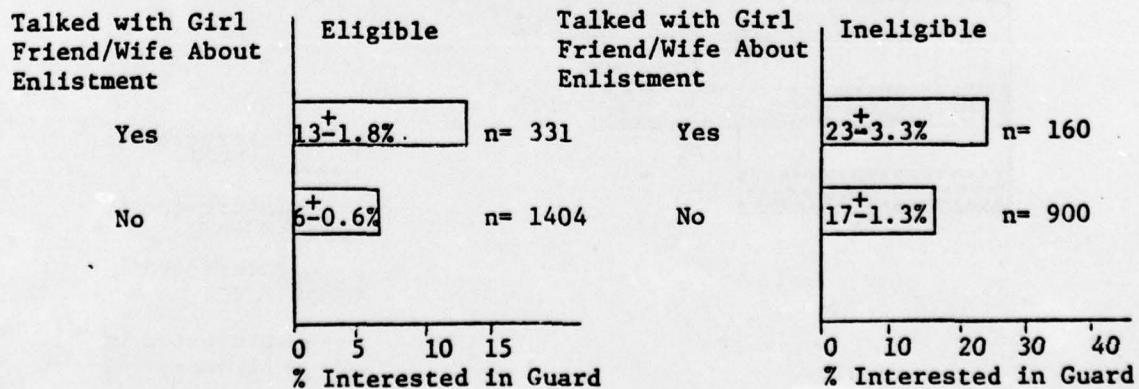 Talked with Girl
Friend/Wife About
Enlistment
Eligible
Yes
13±1.8%
n= 331
No
6±0.6%
n= 1404
0 5 10 15
% Interested in Guard
Talked with Girl
Friend/Wife About
Enlistment
Ineligible
Yes
23±3.3%
n= 160
No
17±1.3%
n= 900
0 10 20 30 40
% Interested in Guard